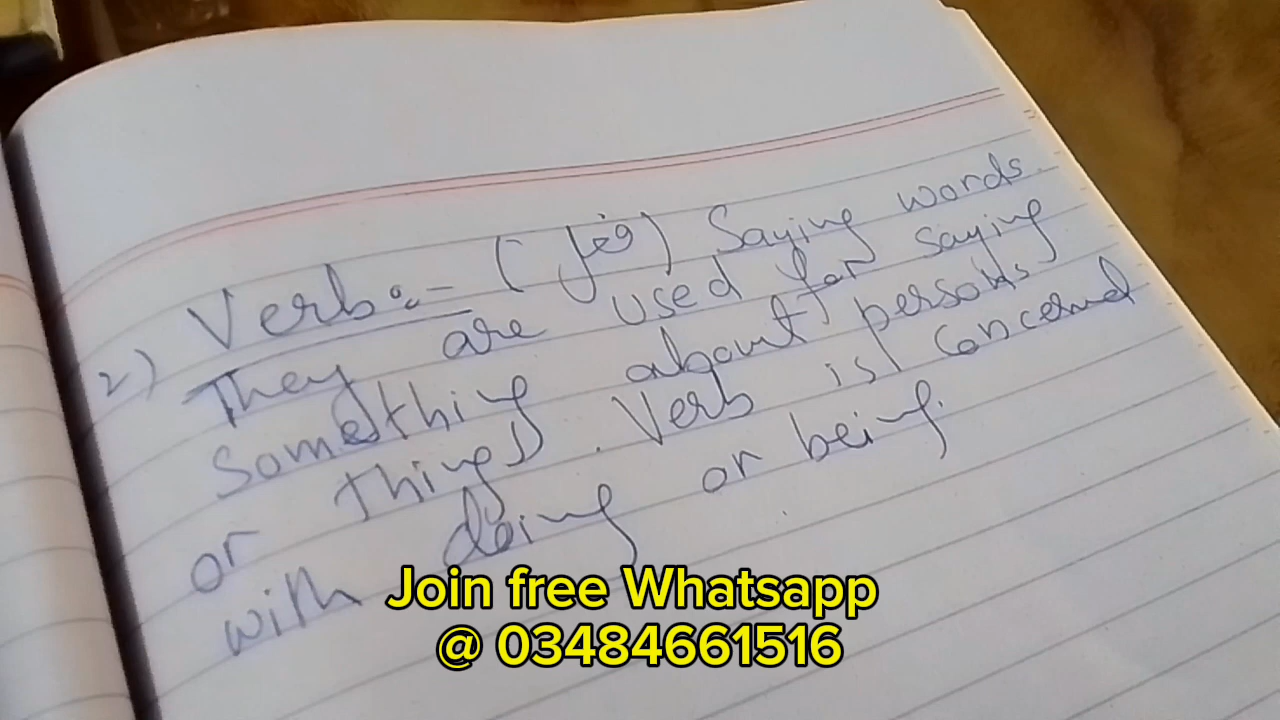 2) Verb:- (فعل) Saying words.
They are used for saying
something about persons
or things. Verb is concerned
with doing or being.
Join free Whatsapp
@ 03484661516